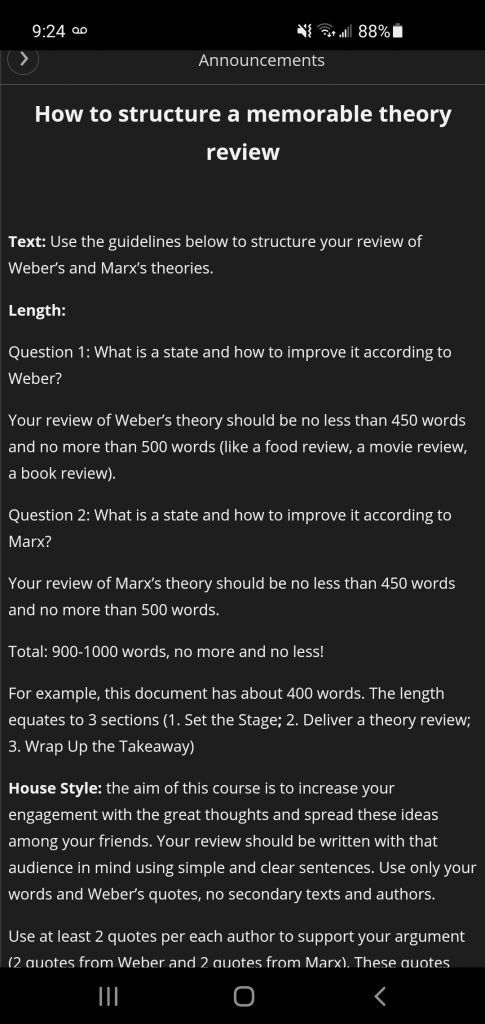 9:24 88%
Announcements
How to structure a memorable theory
review
Text: Use the guidelines below to structure your review of
Weber's and Marx's theories.
Length:
Question 1: What is a state and how to improve it according to
Weber?
Your review of Weber's theory should be no less than 450 words
and no more than 500 words (like a food review, a movie review,
a book review).
Question 2: What is a state and how to improve it according to
Marx?
Your review of Marx's theory should be no less than 450 words
and no more than 500 words.
Total: 900-1000 words, no more and no less!
For example, this document has about 400 words. The length
equates to 3 sections (1. Set the Stage; 2. Deliver a theory review;
3. Wrap Up the Takeaway)
House Style: the aim of this course is to increase your
engagement with the great thoughts and spread these ideas
among your friends. Your review should be written with that
audience in mind using simple and clear sentences. Use only your
words and Weber's quotes, no secondary texts and authors.
Use at least 2 quotes per each author to support your argument
(2 quotes from Weber and 2 quotes from Marx). These quotes